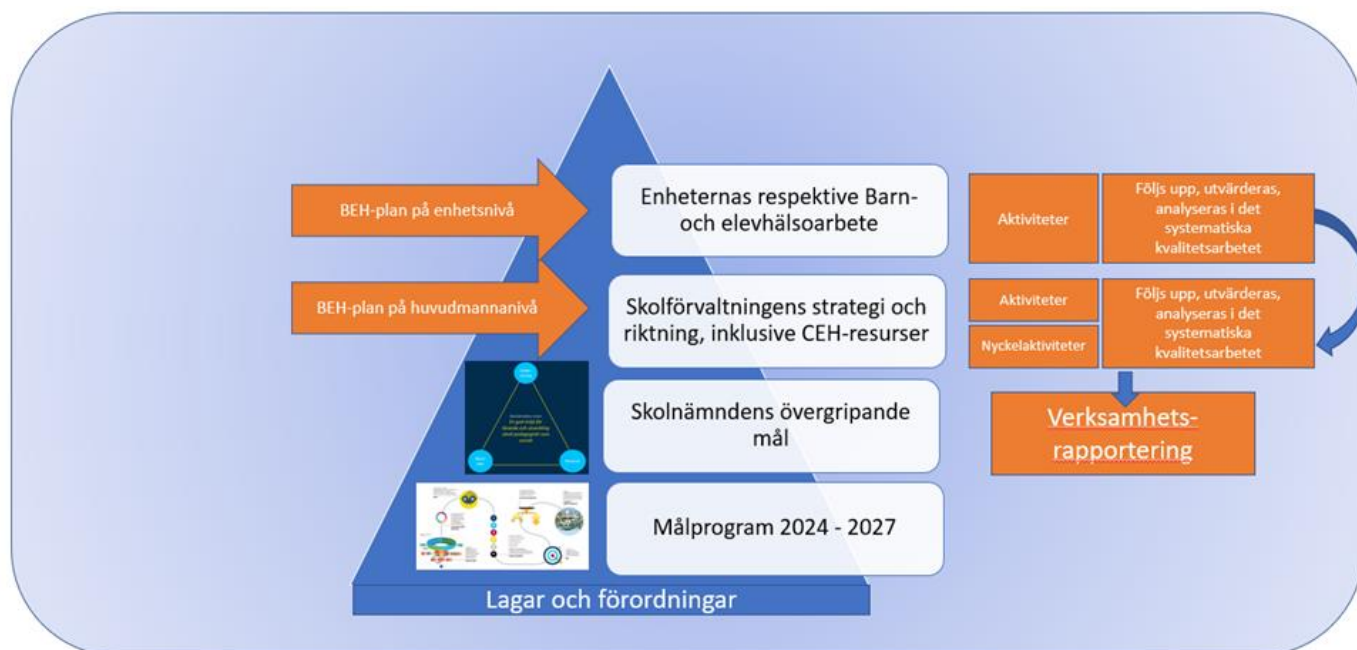 BEH-plan på enhetsnivå
Enheternas respektive Barn-
och elevhälsoarbete
Aktiviteter
Följs upp, utvärderas,
analyseras i det
systematiska
kvalitetsarbetet
BEH-plan på huvudmannanivå
Skolförvaltningens strategi och
riktning, inklusive CEH-resurser
Aktiviteter
Nyckelaktiviteter
Följs upp, utvärderas,
analyseras i det
systematiska
kvalitetsarbetet
Skolnämndens övergripande
mål
Verksamhets-
rapportering
Målprogram 2024 - 2027
Lagar och förordningar